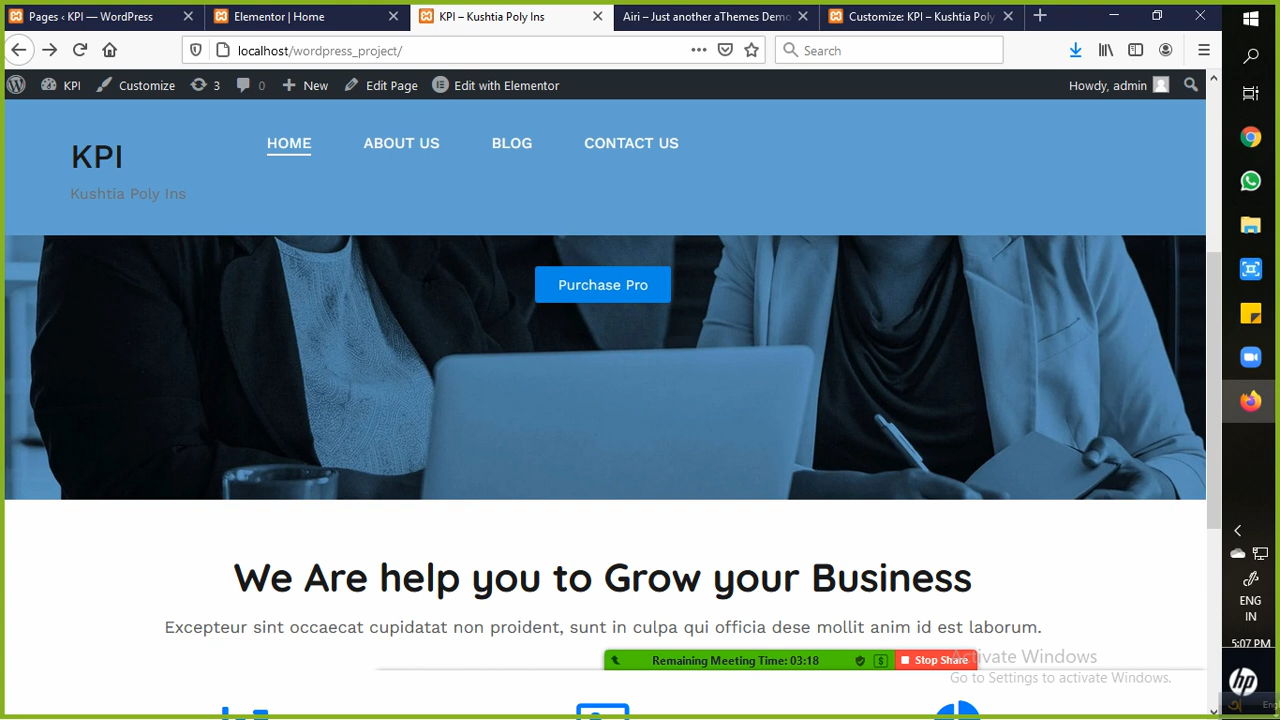 Pages ‹ KPI — WordPress
Elementor | Home
KPI – Kushtia Poly Ins
Airi – Just another aThemes Demo
Customize: KPI – Kushtia Poly
localhost/wordpress_project/
Search
KPI
Customize
3
0
New
Edit Page
Edit with Elementor
Howdy, admin
KPI
Kushtia Poly Ins
HOME
ABOUT US
BLOG
CONTACT US
Purchase Pro
We Are help you to Grow your Business
Excepteur sint occaecat cupidatat non proident, sunt in culpa qui officia dese mollit anim id est laborum.
Remaining Meeting Time: 03:18
Stop Share
Activate Windows
Go to Settings to activate Windows.
ENG
IN
5:07 PM
hp